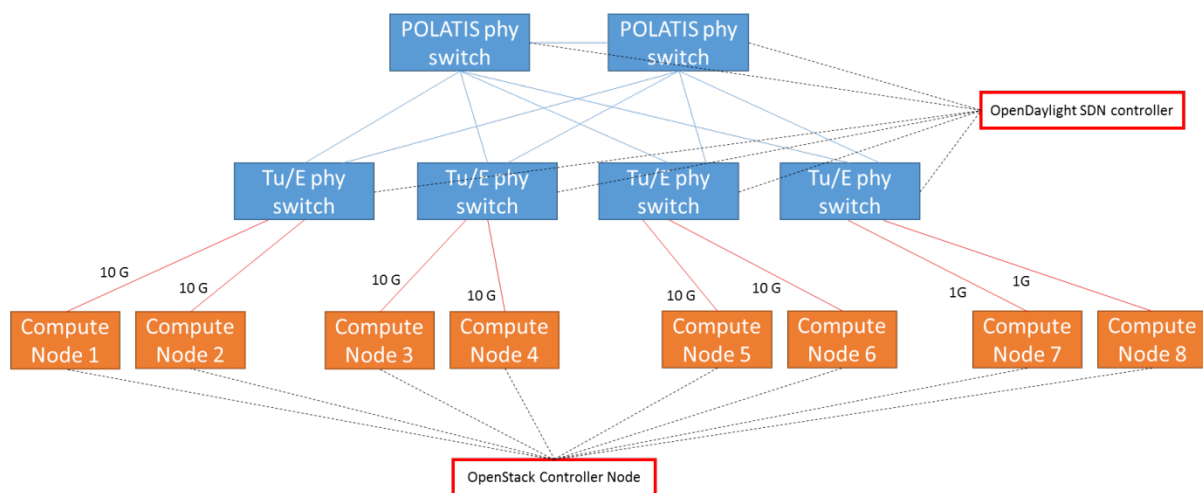 POLATIS phy
switch
POLATIS phy
switch
OpenDaylight SDN controller
Tu/E phy
switch
Tu/E phy
switch
Tu/E phy
switch
Tu/E phy
switch
10 G
10 G
10 G
10 G
10 G
10 G
1G
1G
Compute
Node 1
Compute
Node 2
Compute
Node 3
Compute
Node 4
Compute
Node 5
Compute
Node 6
Compute
Node 7
Compute
Node 8
OpenStack Controller Node